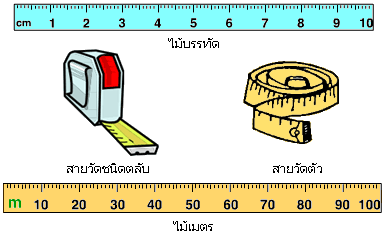 cm 1 2 3 4 5 6 7 8 9 10
ไม้บรรทัด
สายวัดชนิดตลับ สายวัดตัว
m 10 20 30 40 50 60 70 80 90 100
ไม้เมตร